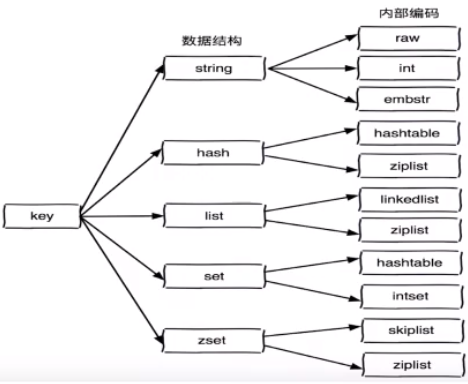 内部编码
数据结构
raw
string
int
embstr
hashtable
hash
ziplist
linkedlist
key
list
ziplist
hashtable
set
intset
skiplist
zset
ziplist